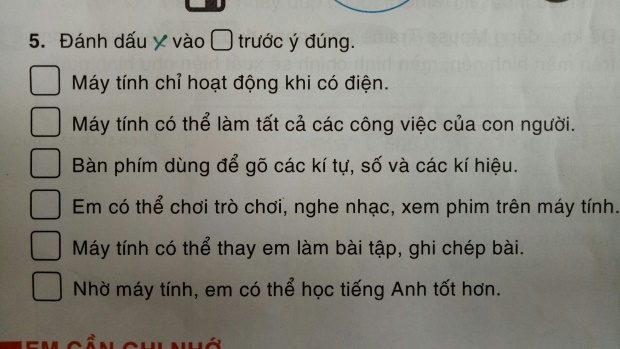 5. Đánh dấu x vào □ trước ý đúng.
Máy tính chỉ hoạt động khi có điện.
Máy tính có thể làm tất cả các công việc của con người.
Bàn phím dùng để gõ các kí tự, số và các kí hiệu.
Em có thể chơi trò chơi, nghe nhạc, xem phim trên máy tính.
Máy tính có thể thay em làm bài tập, ghi chép bài.
Nhờ máy tính, em có thể học tiếng Anh tốt hơn.
EM CẦN GHI NHỚ